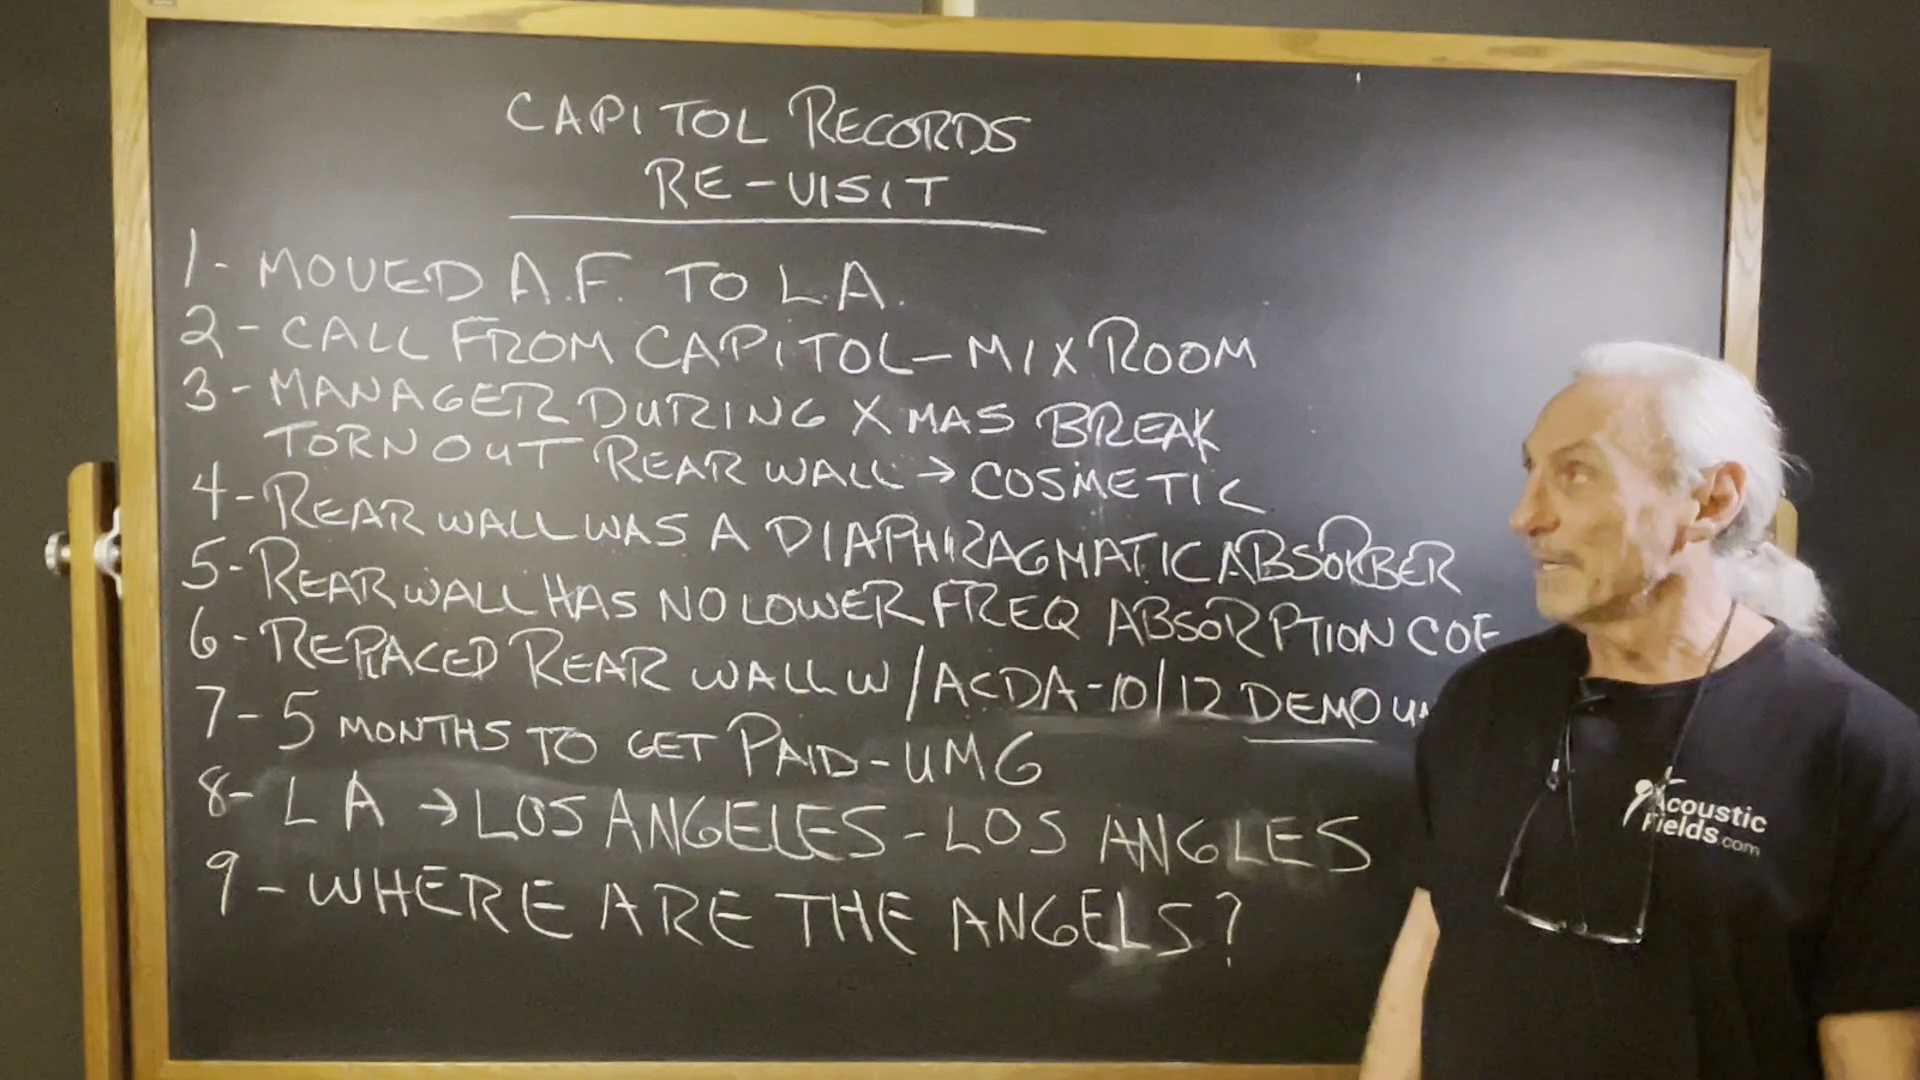 CAPITOL RECORDS
RE-VISIT
1- MOVED A.F. TO L.A.
2- CALL FROM CAPITOL-MIX ROOM
3- MANAGER DURING XMAS BREAK
TORN OUT REAR WALL → COSMETIC
4- REAR WALL WAS A DIAPHRAGMATIC ABSORBER
5- REAR WALL HAS NO LOWER FREQ ABSORPTION COE
6- REPLACED REAR WALL W/ACDA-10/12 DEMO
7- 5 MONTHS TO GET PAID-UMG
8- LA → LOS ANGELES - LOS ANGLES
9- WHERE ARE THE ANGELS?
Acoustic
Fields.com